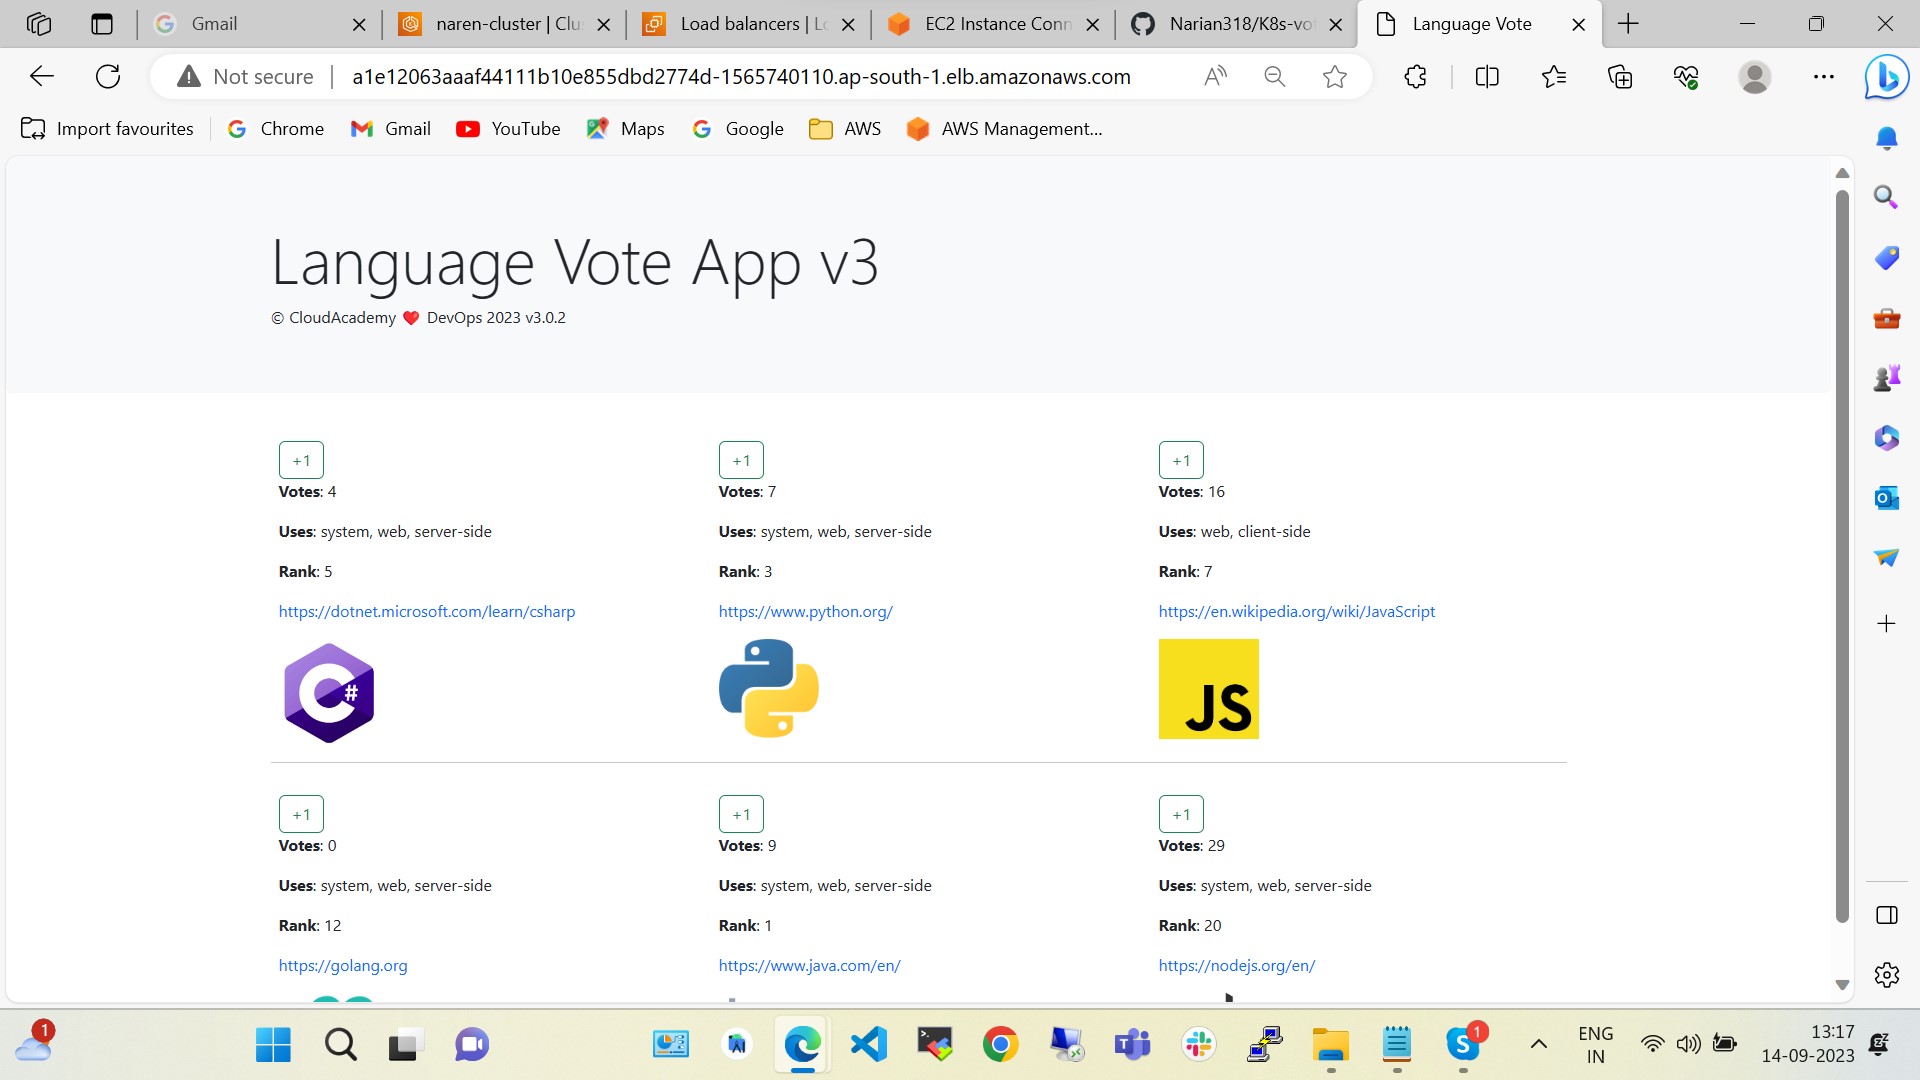 Gmail
naren-cluster | Clu
Load balancers | Lo
EC2 Instance Conn
Narian318/K8s-vot
Language Vote
Not secure
a1e12063aaaf44111b10e855dbd2774d-1565740110.ap-south-1.elb.amazonaws.com
Import favourites
Chrome
Gmail
YouTube
Maps
Google
AWS
AWS Management...
Language Vote App v3
© CloudAcademy ❤️ DevOps 2023 v3.0.2
+1
Votes: 4
Uses: system, web, server-side
Rank: 5
https://dotnet.microsoft.com/learn/csharp
C#
+1
Votes: 7
Uses: system, web, server-side
Rank: 3
https://www.python.org/
+1
Votes: 16
Uses: web, client-side
Rank: 7
https://en.wikipedia.org/wiki/JavaScript
JS
+1
Votes: 0
Uses: system, web, server-side
Rank: 12
https://golang.org
+1
Votes: 9
Uses: system, web, server-side
Rank: 1
https://www.java.com/en/
+1
Votes: 29
Uses: system, web, server-side
Rank: 20
https://nodejs.org/en/
1
1
ENG
IN
13:17
14-09-2023